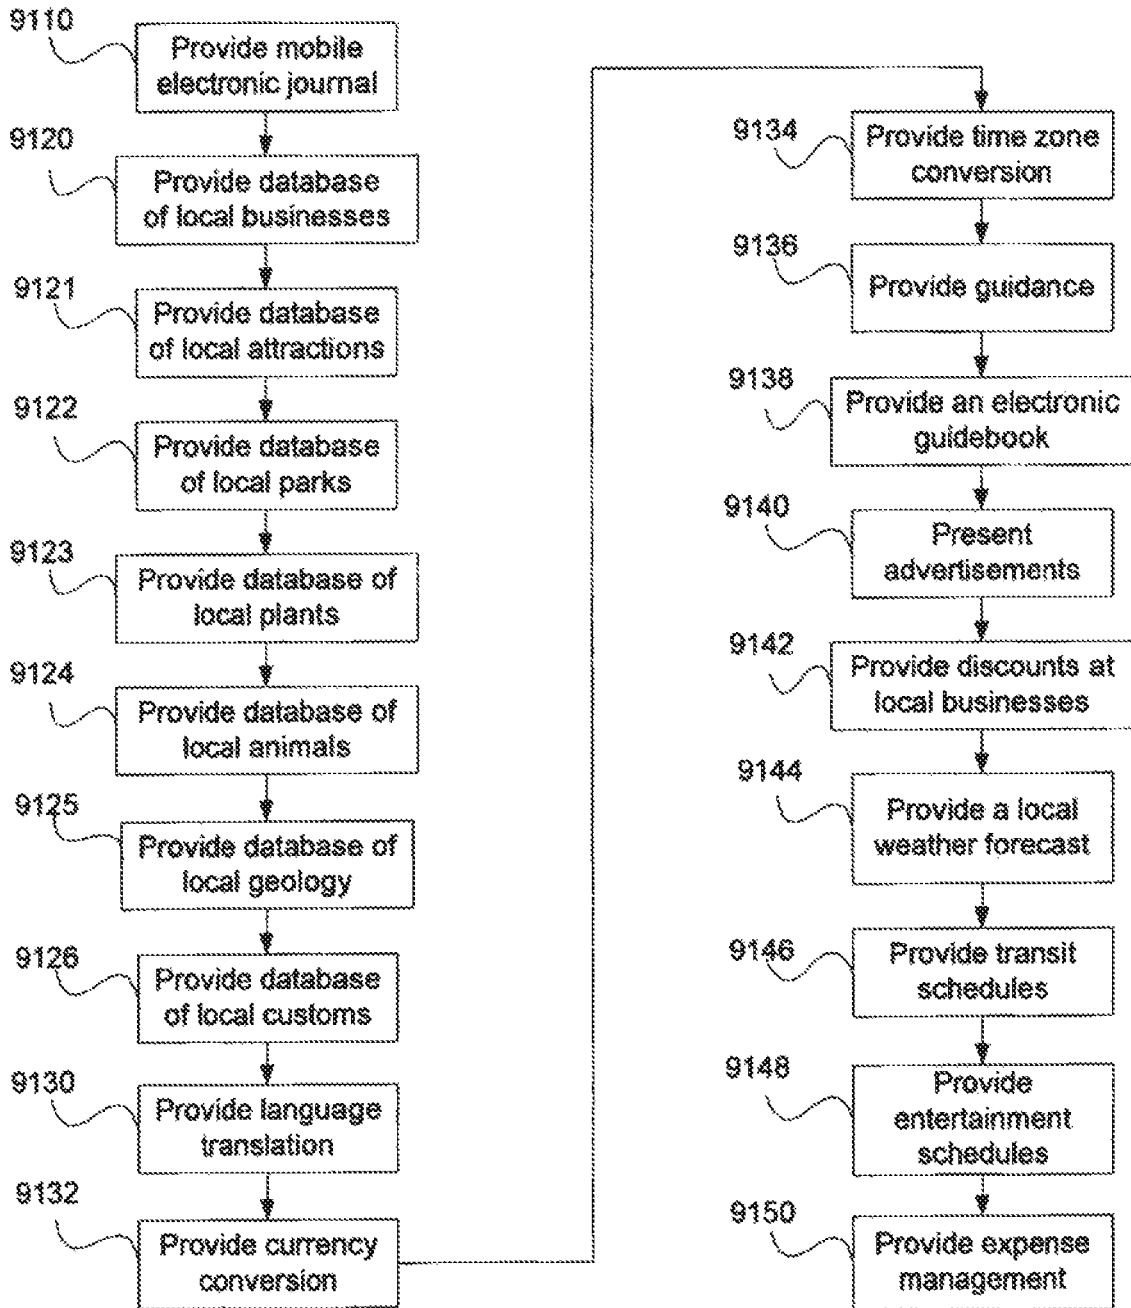 9110
Provide mobile
electronic journal
9120
Provide database
of local businesses
9121
Provide database
of local attractions
9122
Provide database
of local parks
9123
Provide database of
local plants
9124
Provide database of
local animals
9125
Provide database of
local geology
9126
Provide database
of local customs
9130
Provide language
translation
9132
Provide currency
conversion
9134
Provide time zone
conversion
9136
Provide guidance
9138
Provide an electronic
guidebook
9140
Present
advertisements
9142
Provide discounts at
local businesses
9144
Provide a local
weather forecast
9146
Provide transit
schedules
9148
Provide
entertainment
schedules
9150
Provide expense
management